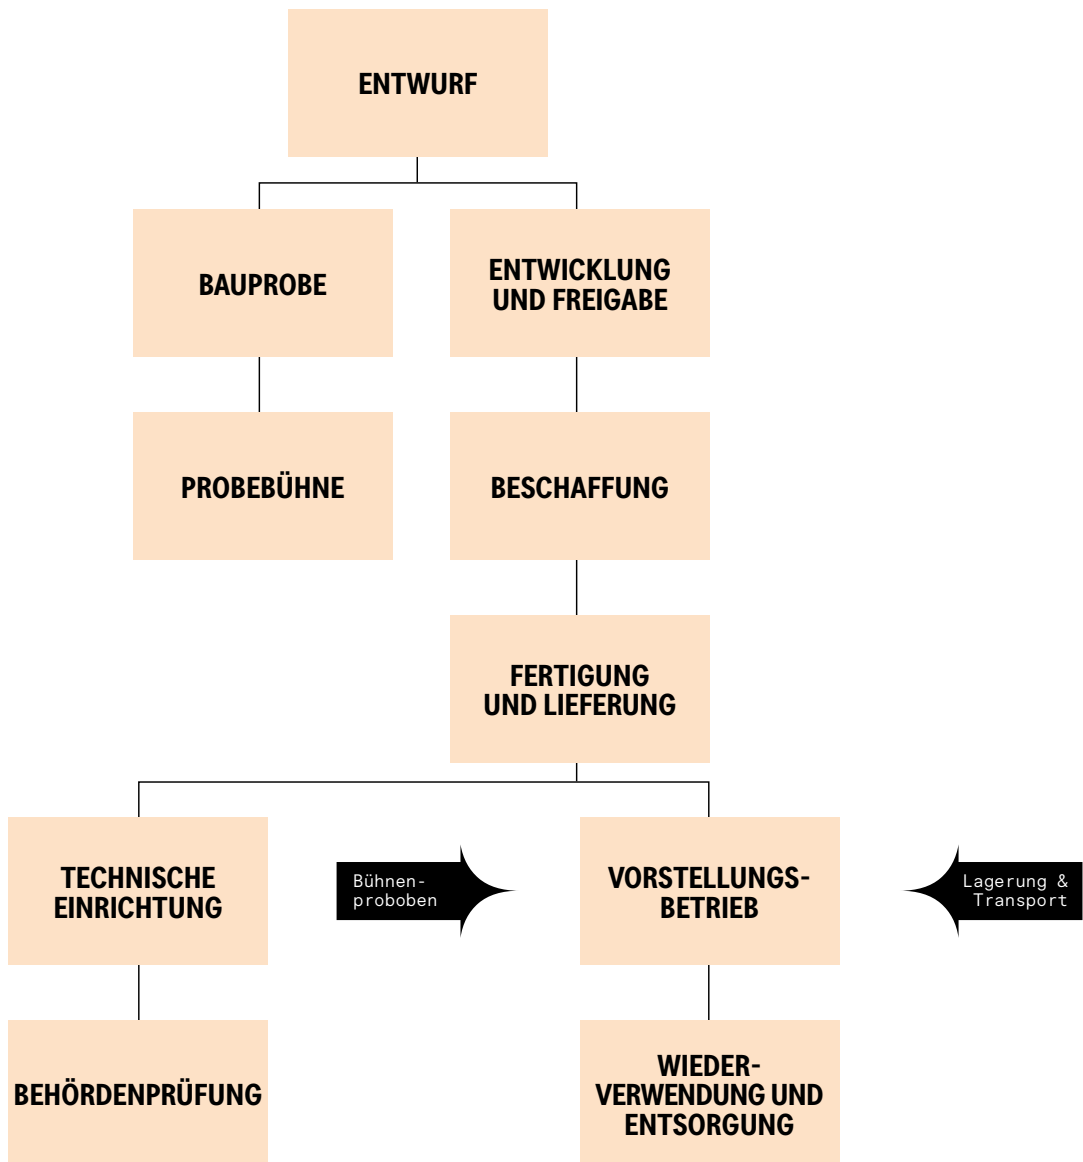 ENTWURF
BAUPROBE
ENTWICKLUNG
UND FREIGABE
PROBEBÜHNE
BESCHAFFUNG
FERTIGUNG
UND LIEFERUNG
TECHNISCHE
EINRICHTUNG
Bühnen-
proboben
VORSTELLUNGS-
BETRIEB
Lagerung &
Transport
BEHÖRDENPRÜFUNG
WIEDER-
VERWENDUNG UND
ENTSORGUNG